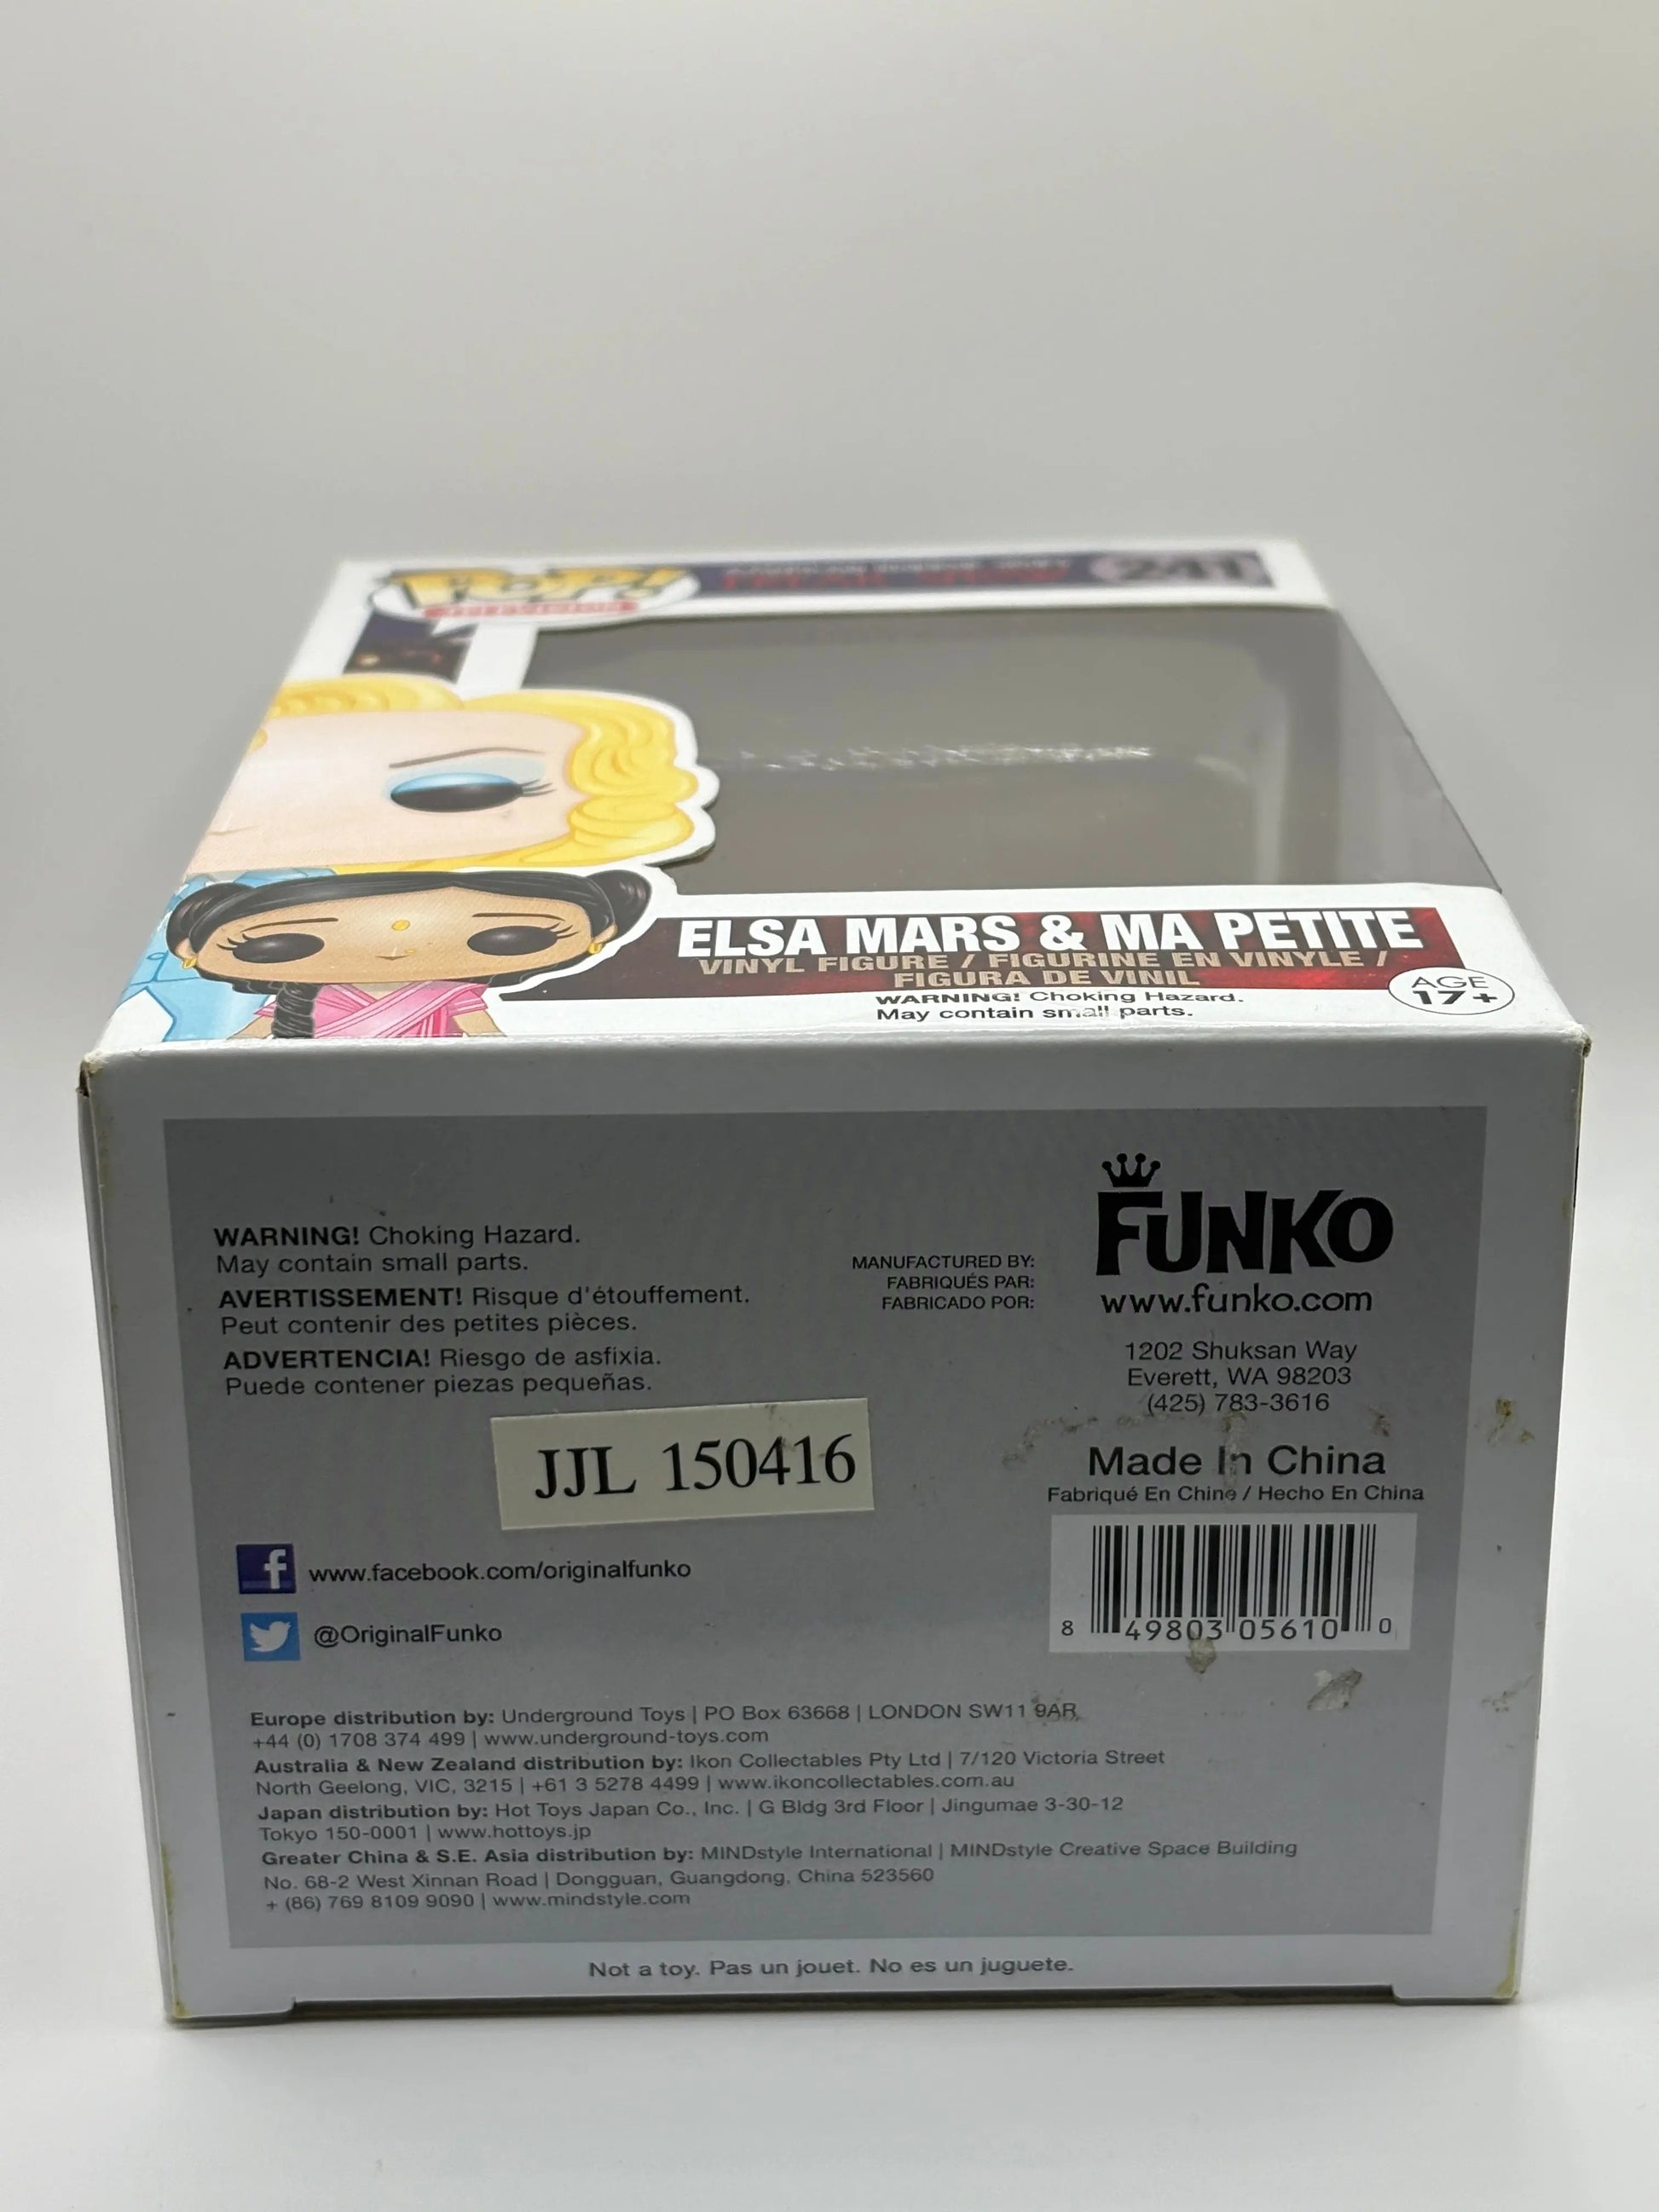 POP!
TELEVISION
AMERICAN HORROR STORY
FREAK SHOW
241
ELSA MARS & MA PETITE
VINYL FIGURE / FIGURINE EN VINYLE /
FIGURA DE VINIL
WARNING! Choking Hazard.
May contain small parts.
AGE
17+
WARNING! Choking Hazard.
May contain small parts.
AVERTISSEMENT! Risque d'étouffement.
Peut contenir des petites pièces.
ADVERTENCIA! Riesgo de asfixia.
Puede contener piezas pequeñas.
MANUFACTURED BY:
FABRIQUÉS PAR:
FABRICADO POR:
FUNKO
www.funko.com
1202 Shuksan Way
Everett, WA 98203
(425) 783-3616
Made In China
Fabriqué En Chine / Hecho En China
JJL 150416
f www.facebook.com/originalfunko
@OriginalFunko
8 49803 05610 0
Europe distribution by: Underground Toys | PO Box 63668 | LONDON SW11 9AR,
+44 (0) 1708 374 499 | www.underground-toys.com
Australia & New Zealand distribution by: Ikon Collectables Pty Ltd | 7/120 Victoria Street
North Geelong, VIC, 3215 | +61 3 5278 4499 | www.ikoncollectables.com.au
Japan distribution by: Hot Toys Japan Co., Inc. | G Bldg 3rd Floor | Jingumae 3-30-12
Tokyo 150-0001 | www.hottoys.jp
Greater China & S.E. Asia distribution by: MINDstyle International | MINDstyle Creative Space Building
No. 68-2 West Xinnan Road | Dongguan, Guangdong, China 523560
+ (86) 769 8109 9090 | www.mindstyle.com
Not a toy. Pas un jouet. No es un juguete.